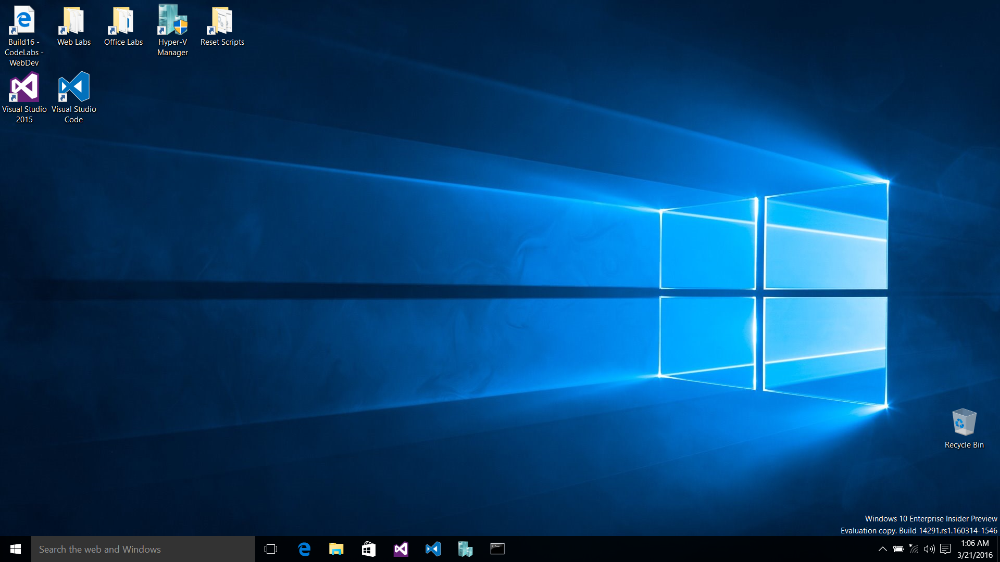 Build16 -
CodeLabs -
WebDev
Web Labs
Office Labs
Hyper-V
Manager
Reset Scripts
Visual Studio
2015
Visual Studio
Code
Recycle Bin
Windows 10 Enterprise Insider Preview
Evaluation copy. Build 14291.rs1.160314-1546
Search the web and Windows
1:06 AM
3/21/2016